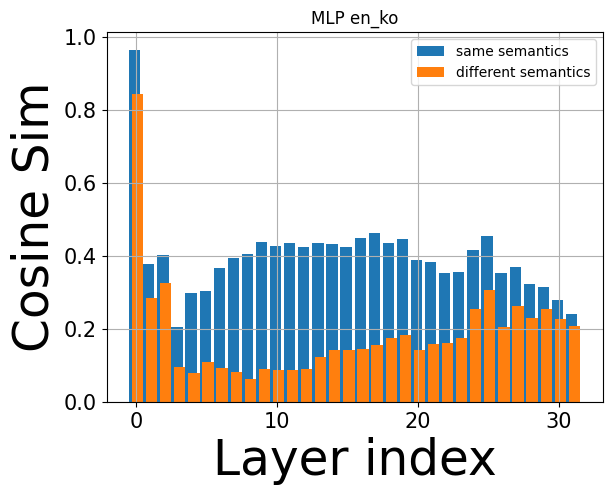 MLP en_ko
same semantics
different semantics
Cosine Sim
1.0
0.8
0.6
0.4
0.2
0.0
0 10 20 30
Layer index